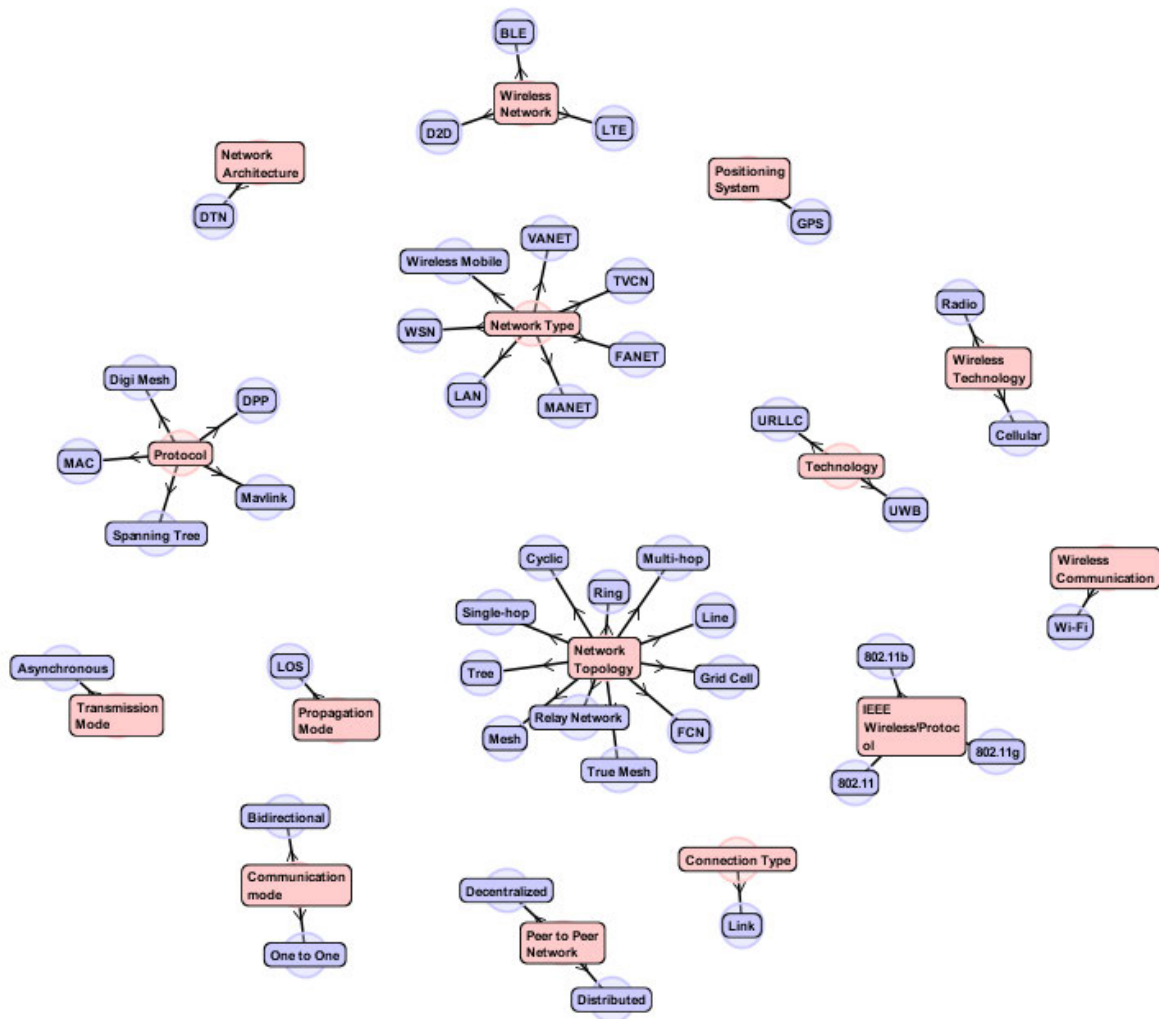 BLE
Wireless
Network
D2D
LTE
Network
Architecture
DTN
Positioning
System
GPS
VANET
Wireless Mobile
TVCN
Network Type
WSN
FANET
LAN
MANET
Radio
Wireless
Technology
Cellular
Digi Mesh
DPP
Protocol
MAC
Mavlink
Spanning Tree
URLLC
Technology
UWB
Wireless
Communication
Wi-Fi
Cyclic
Multi-hop
Ring
Single-hop
Line
Network
Topology
Tree
Grid Cell
Relay Network
Mesh
FCN
True Mesh
Asynchronous
Transmission
Mode
LOS
Propagation
Mode
802.11b
IEEE
Wireless/Protoc
ol
802.11g
802.11
Bidirectional
Communication
mode
One to One
Decentralized
Peer to Peer
Network
Distributed
Connection Type
Link